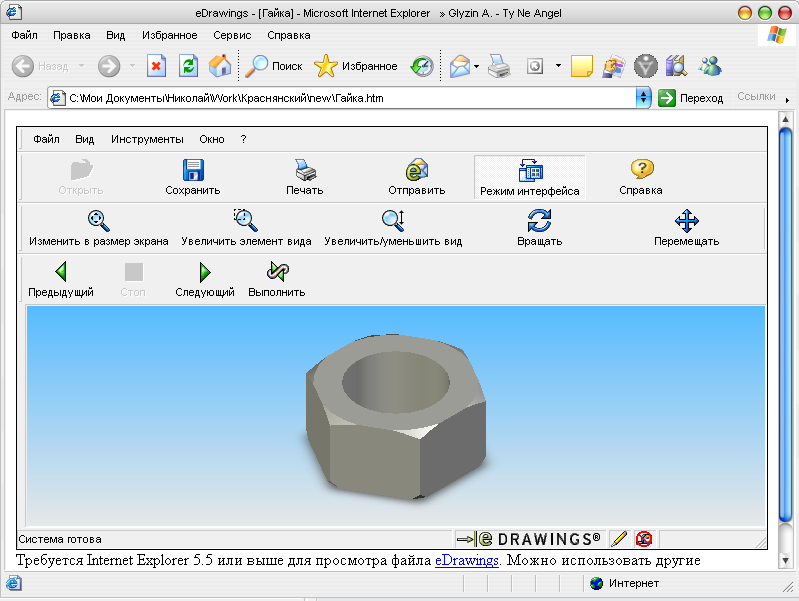 eDrawings - [Гайка] - Microsoft Internet Explorer » Glyzin A. - Ty Ne Angel
Файл Правка Вид Избранное Сервис Справка
Назад Поиск Избранное
Адрес: C:\Мои Документы\Николай\Work\Краснянский\new\Гайка.htm Переход Ссылки
Файл Вид Инструменты Окно ?
Открыть Сохранить Печать Отправить Режим интерфейса Справка
Изменить в размер экрана Увеличить элемент вида Увеличить/уменьшить вид Вращать Перемещать
Предыдущий Стоп Следующий Выполнить
Система готова e DRAWINGS®
Требуется Internet Explorer 5.5 или выше для просмотра файла eDrawings. Можно использовать другие
Интернет